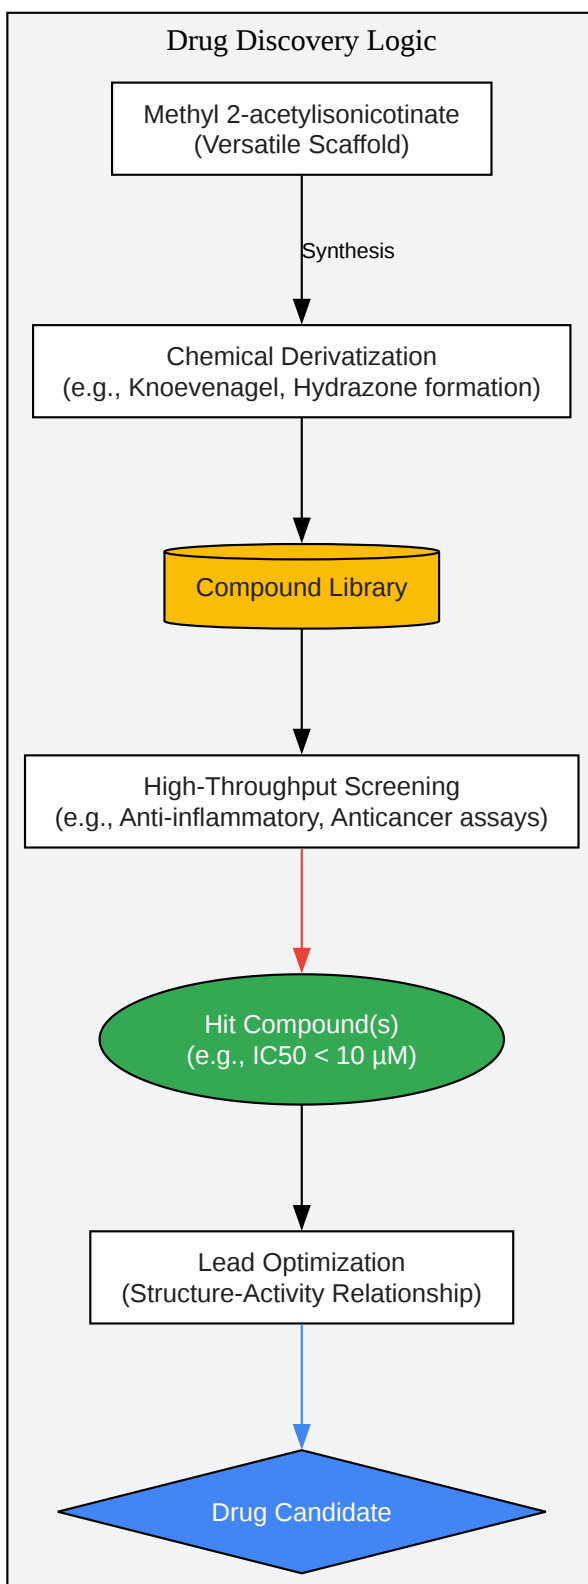 Drug Discovery Logic
Methyl 2-acetylisonicotinate
(Versatile Scaffold)
Synthesis
Chemical Derivatization
(e.g., Knoevenagel, Hydrazone formation)
Compound Library
High-Throughput Screening
(e.g., Anti-inflammatory, Anticancer assays)
Hit Compound(s)
(e.g., IC50 < 10 µM)
Lead Optimization
(Structure-Activity Relationship)
Drug Candidate